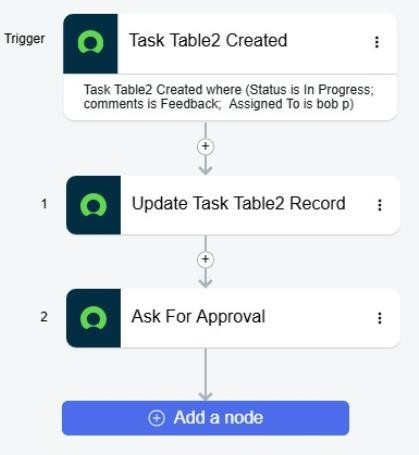 Trigger
Task Table2 Created
Task Table2 Created where (Status is In Progress;
comments is Feedback;  Assigned To is bob p)
1
Update Task Table2 Record
2
Ask For Approval
Add a node